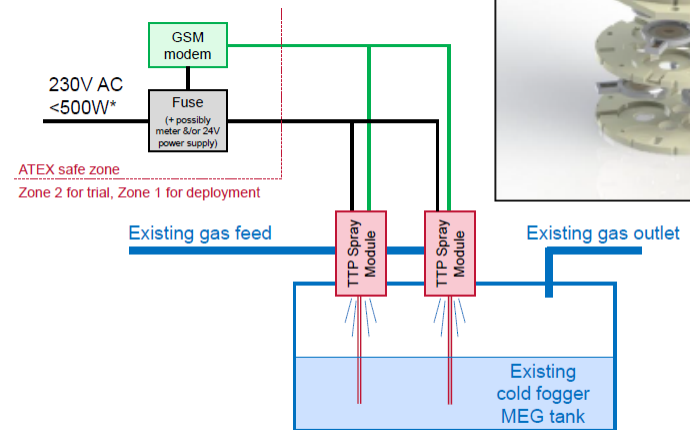 GSM
modem
230V AC
<500W*
Fuse
(+ possibly
meter &/or 24V
power supply)
ATEX safe zone
Zone 2 for trial, Zone 1 for deployment
Existing gas feed
TTP Spray
Module
TTP Spray
Module
Existing gas outlet
Existing
cold fogger
MEG tank